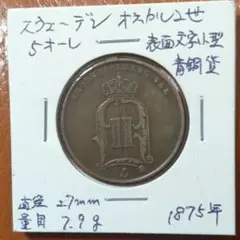 スウェーデン オスカル2世
5オーレ 表面文字小型
青銅貨
直径 27mm
量目 7.9g
1875年